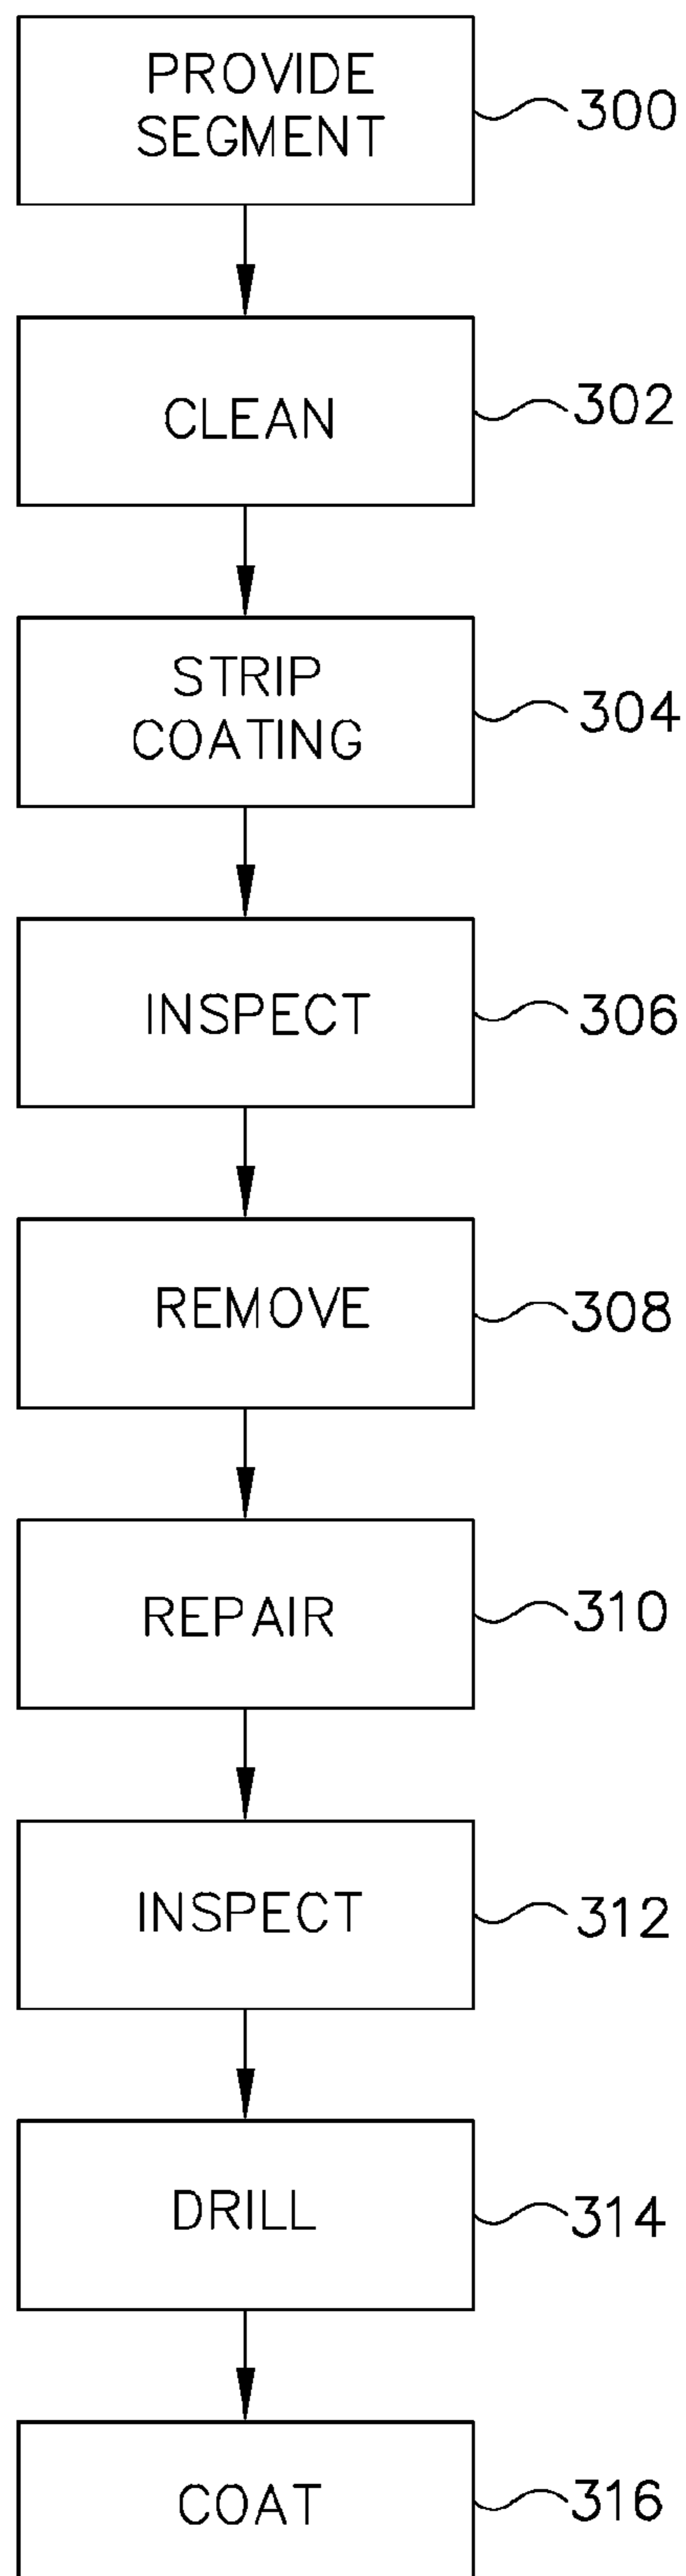 PROVIDE
SEGMENT
300
CLEAN
302
STRIP
COATING
304
INSPECT
306
REMOVE
308
REPAIR
310
INSPECT
312
DRILL
314
COAT
316